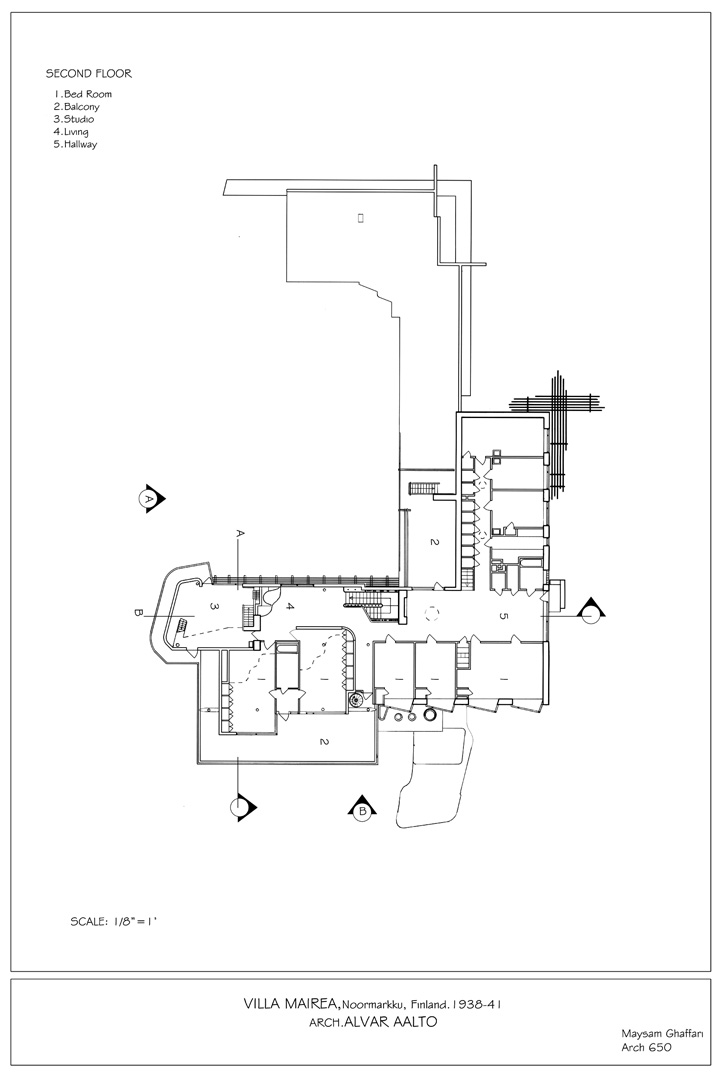 SECOND FLOOR
1.Bed Room
2.Balcony
3.Studio
4.Living
5.Hallway
2
A
A
3
4
B
5
1
1
1
1
1
2
B
SCALE: 1/8"=1'
VILLA MAIREA,Noormarkku, Finland.1938-41
ARCH.ALVAR AALTO
Maysam Ghaffari
Arch 650